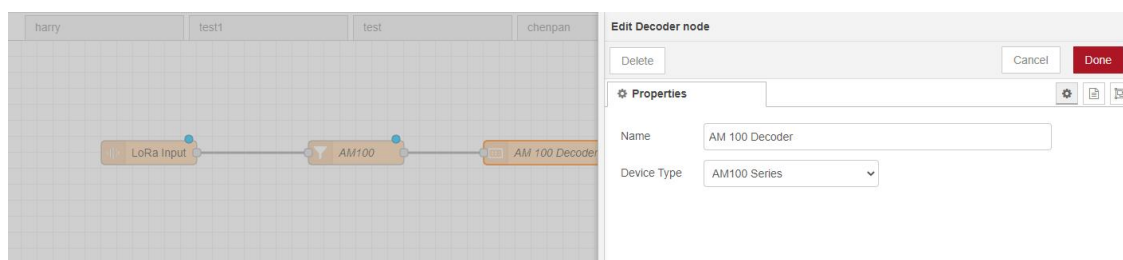 harry
test1
test
chenpan
LoRa Input
AM100
AM 100 Decoder
Edit Decoder node
Delete
Cancel
Done
Properties
Name
AM 100 Decoder
Device Type
AM100 Series